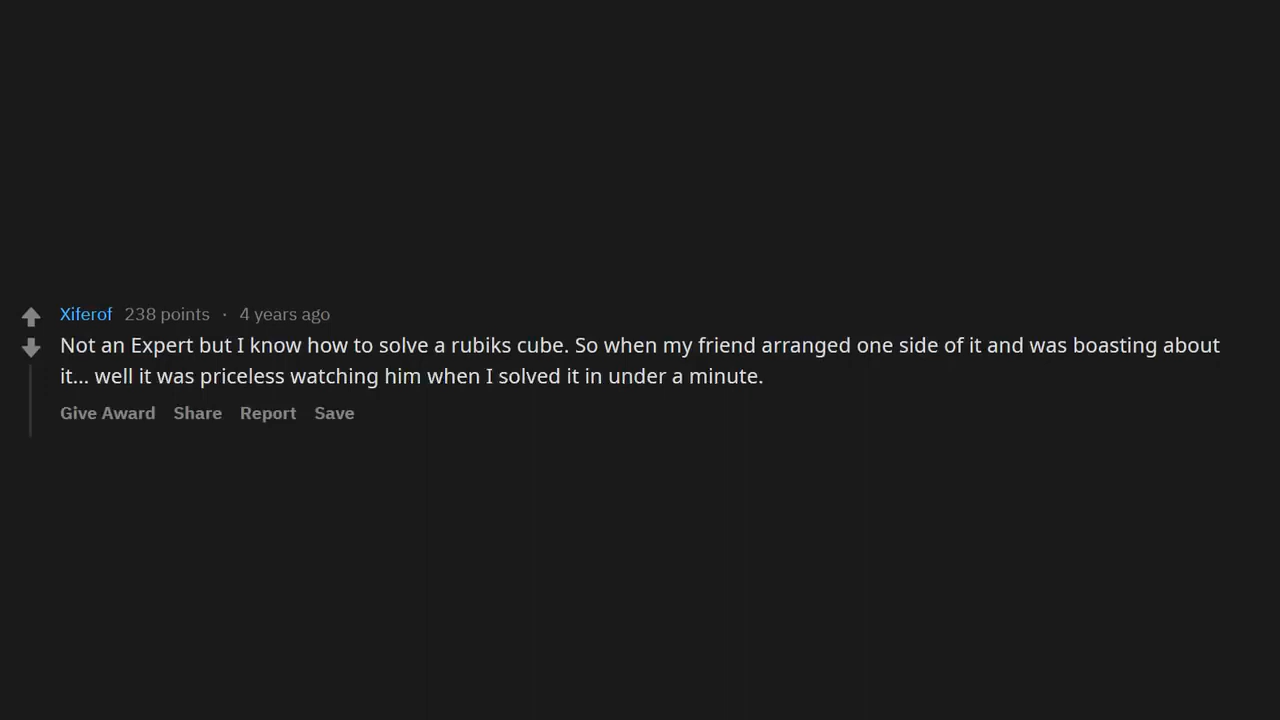 Xiferof 238 points · 4 years ago
Not an Expert but I know how to solve a rubiks cube. So when my friend arranged one side of it and was boasting about
it... well it was priceless watching him when I solved it in under a minute.
Give Award Share Report Save